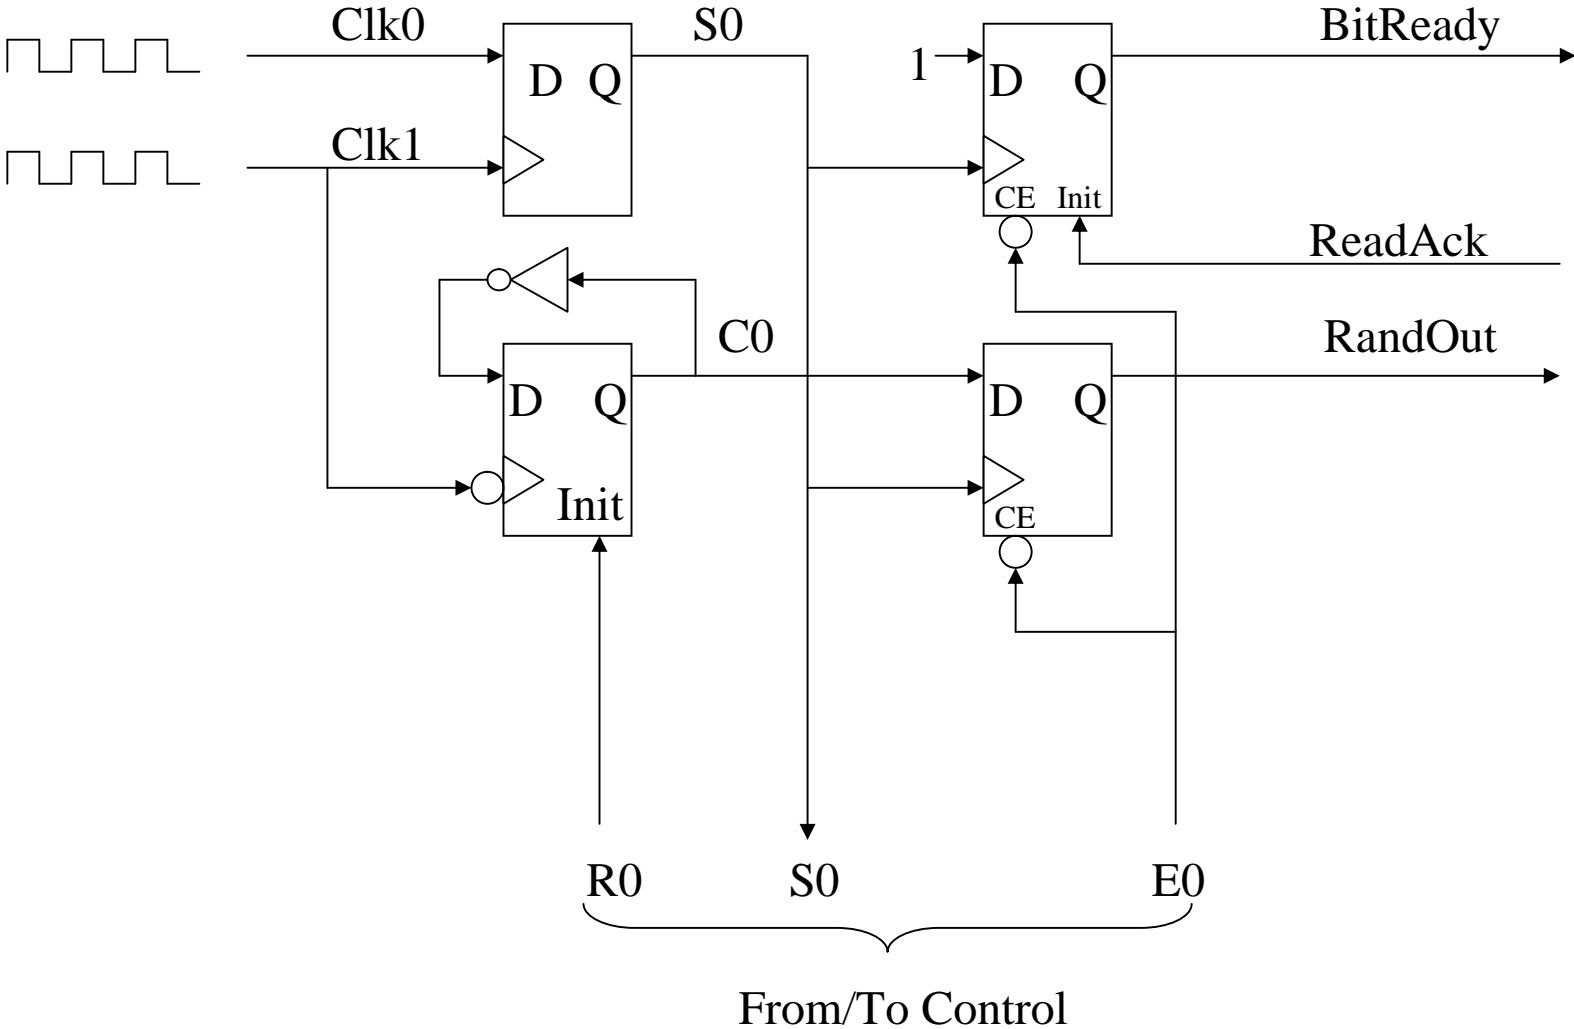 Clk0
S0
BitReady
D Q
1
D Q
Clk1
CE Init
ReadAck
C0
RandOut
D Q
D Q
Init
CE
R0
S0
E0
From/To Control